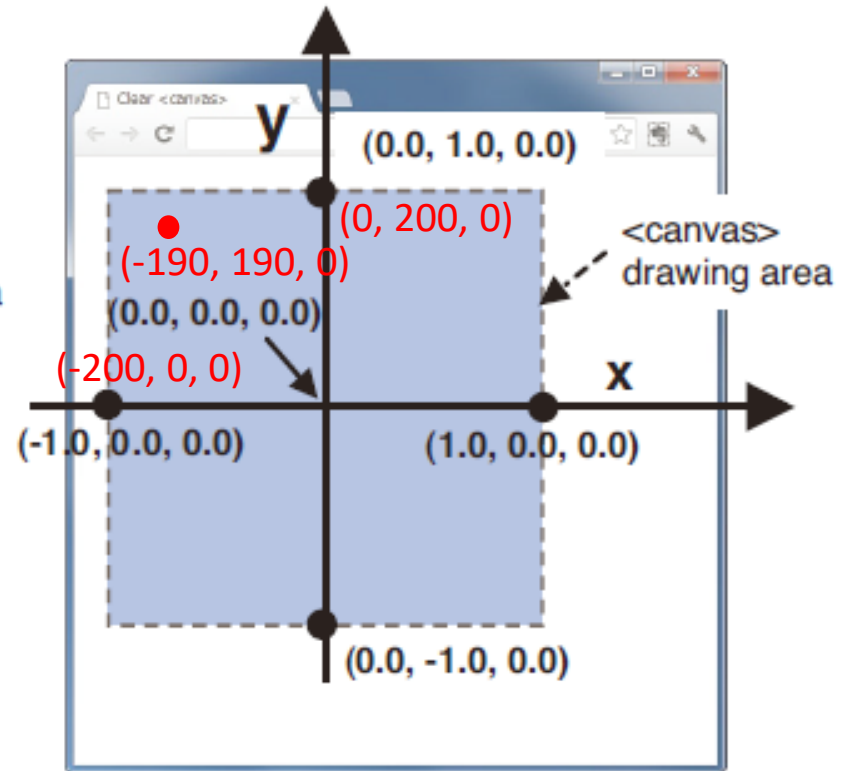 Clear <canvas>
y
(0.0, 1.0, 0.0)
(0, 200, 0)
<canvas>
drawing area
(-190, 190, 0)
(0.0, 0.0, 0.0)
(-200, 0, 0)
x
(-1.0, 0.0, 0.0)
(1.0, 0.0, 0.0)
(0.0, -1.0, 0.0)